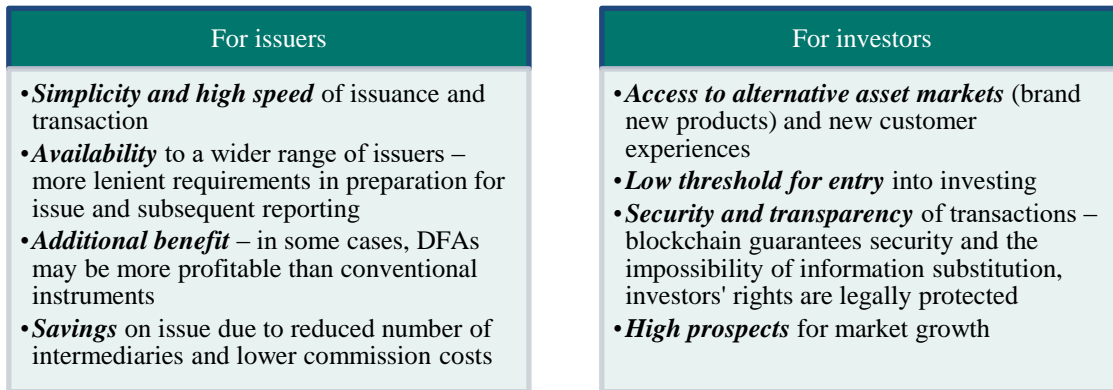 For issuers
•Simplicity and high speed of issuance and
transaction
•Availability to a wider range of issuers –
more lenient requirements in preparation for
issue and subsequent reporting
•Additional benefit – in some cases, DFAs
may be more profitable than conventional
instruments
•Savings on issue due to reduced number of
intermediaries and lower commission costs
For investors
•Access to alternative asset markets (brand
new products) and new customer
experiences
•Low threshold for entry into investing
•Security and transparency of transactions –
blockchain guarantees security and the
impossibility of information substitution,
investors' rights are legally protected
•High prospects for market growth